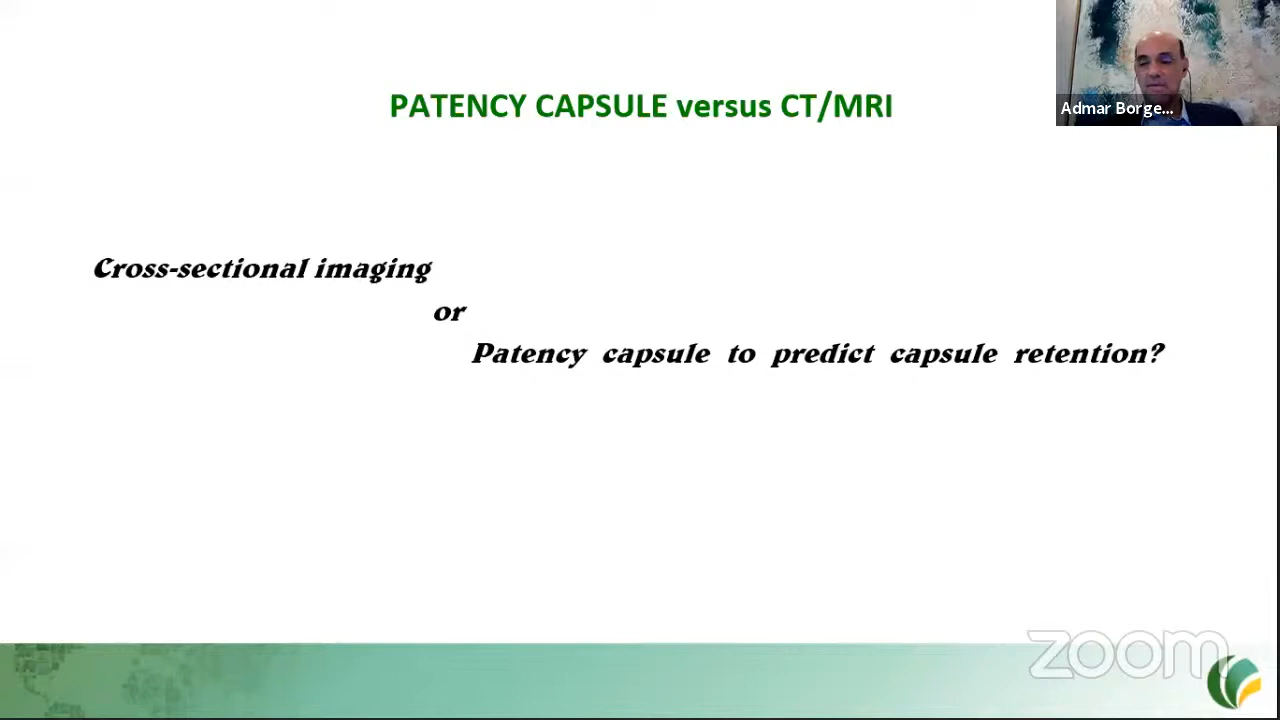 PATENCY CAPSULE versus CT/MRI
Admar Borge...
Cross-sectional imaging
or
Patency capsule to predict capsule retention?
zoom